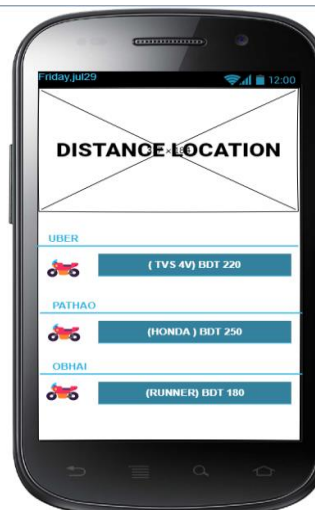 Friday,jul29
12:00
DISTANCE LOCATION
UBER
( TVS 4V) BDT 220
PATHAO
(HONDA ) BDT 250
OBHAI
(RUNNER) BDT 180